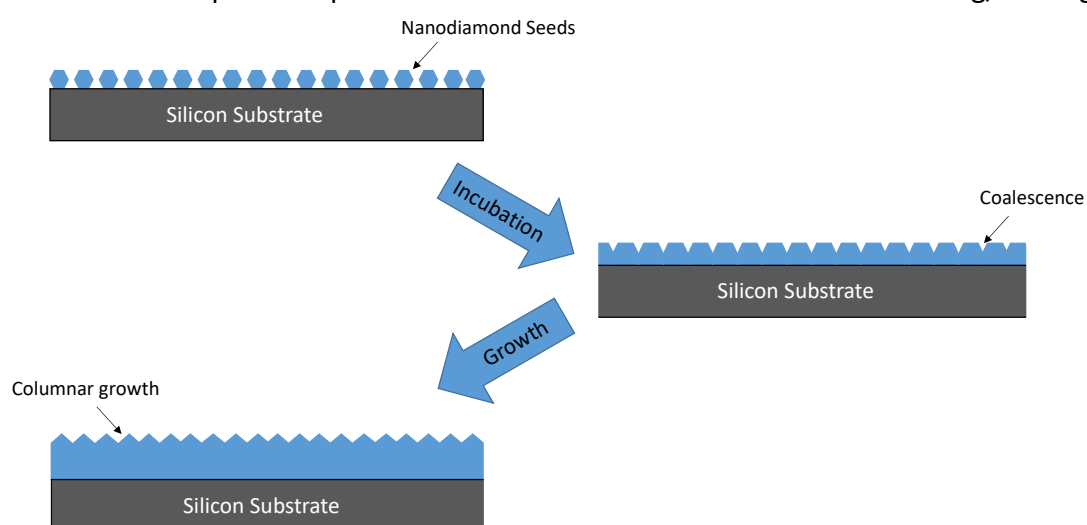 Nanodiamond Seeds
Silicon Substrate
Incubation
Coalescence
Silicon Substrate
Growth
Columnar growth
Silicon Substrate